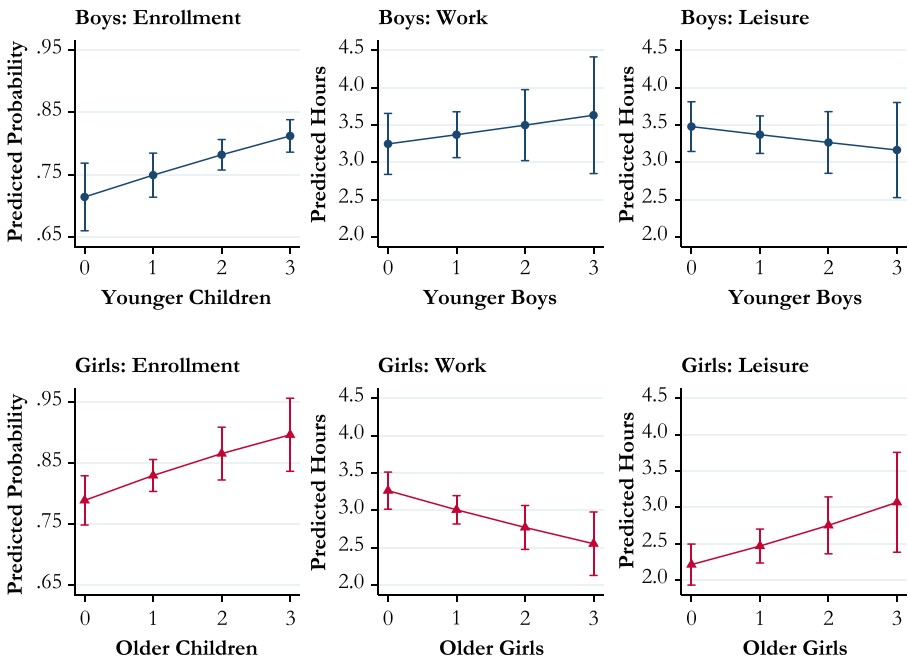 Boys: Enrollment
Predicted Probability
.95
.85
.75
.65
0 1 2 3
Younger Children
Boys: Work
Predicted Hours
4.5
4.0
3.5
3.0
2.5
2.0
0 1 2 3
Younger Boys
Boys: Leisure
Predicted Hours
4.5
4.0
3.5
3.0
2.5
2.0
0 1 2 3
Younger Boys
Girls: Enrollment
Predicted Probability
.95
.85
.75
.65
0 1 2 3
Older Children
Girls: Work
Predicted Hours
4.5
4.0
3.5
3.0
2.5
2.0
0 1 2 3
Older Girls
Girls: Leisure
Predicted Hours
4.5
4.0
3.5
3.0
2.5
2.0
0 1 2 3
Older Girls